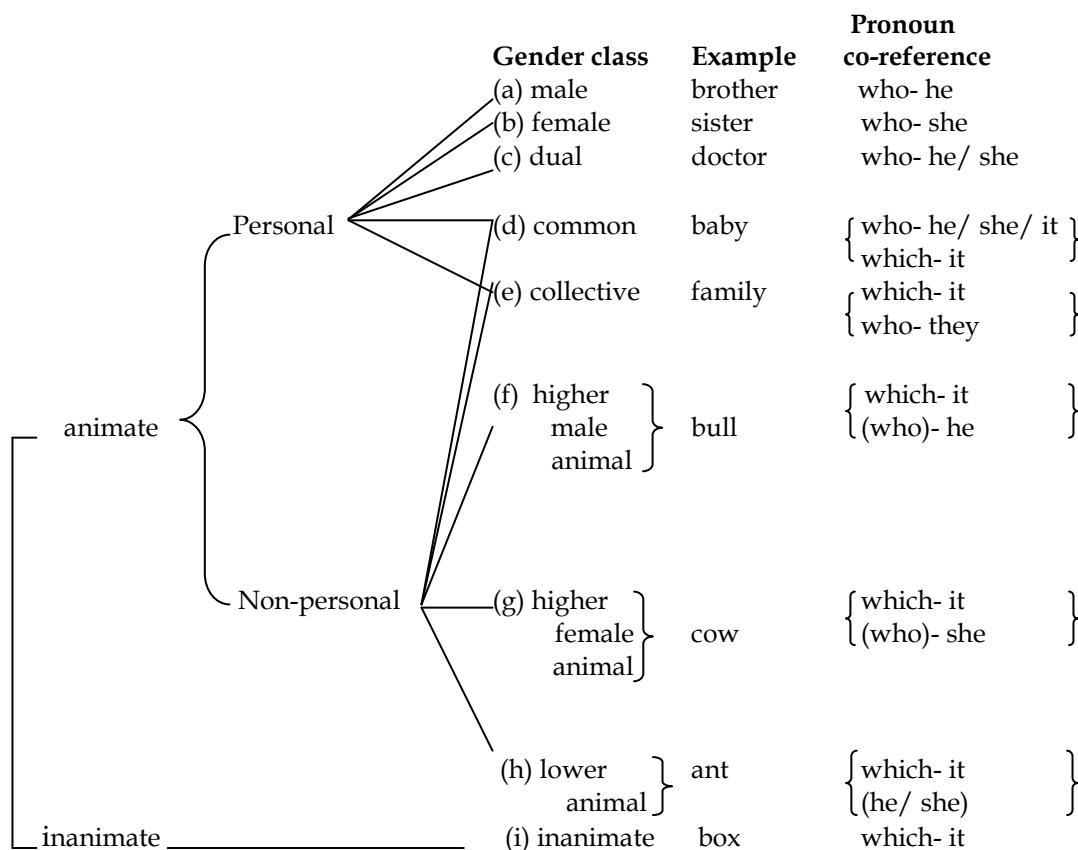 Pronoun
Gender class Example co-reference
(a) male brother who- he
(b) female sister who- she
(c) dual doctor who- he/ she
Personal (d) common baby who- he/ she/ it
which- it
(e) collective family which- it
who- they
(f) higher which- it
animate male bull (who)- he
animal
Non-personal (g) higher which- it
female cow (who)- she
animal
(h) lower ant which- it
animal (he/ she)
inanimate (i) inanimate box which- it